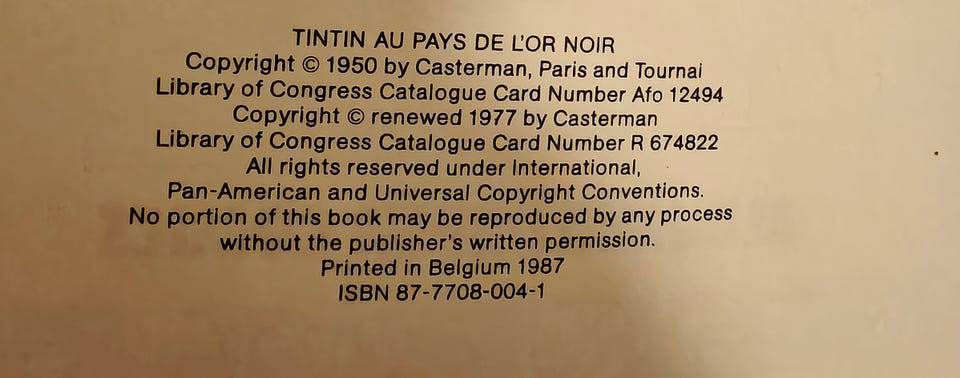 TINTIN AU PAYS DE L'OR NOIR
Copyright © 1950 by Casterman, Paris and Tournai
Library of Congress Catalogue Card Number Afo 12494
Copyright © renewed 1977 by Casterman
Library of Congress Catalogue Card Number R 674822
All rights reserved under International,
Pan-American and Universal Copyright Conventions.
No portion of this book may be reproduced by any process
without the publisher's written permission.
Printed in Belgium 1987
ISBN 87-7708-004-1